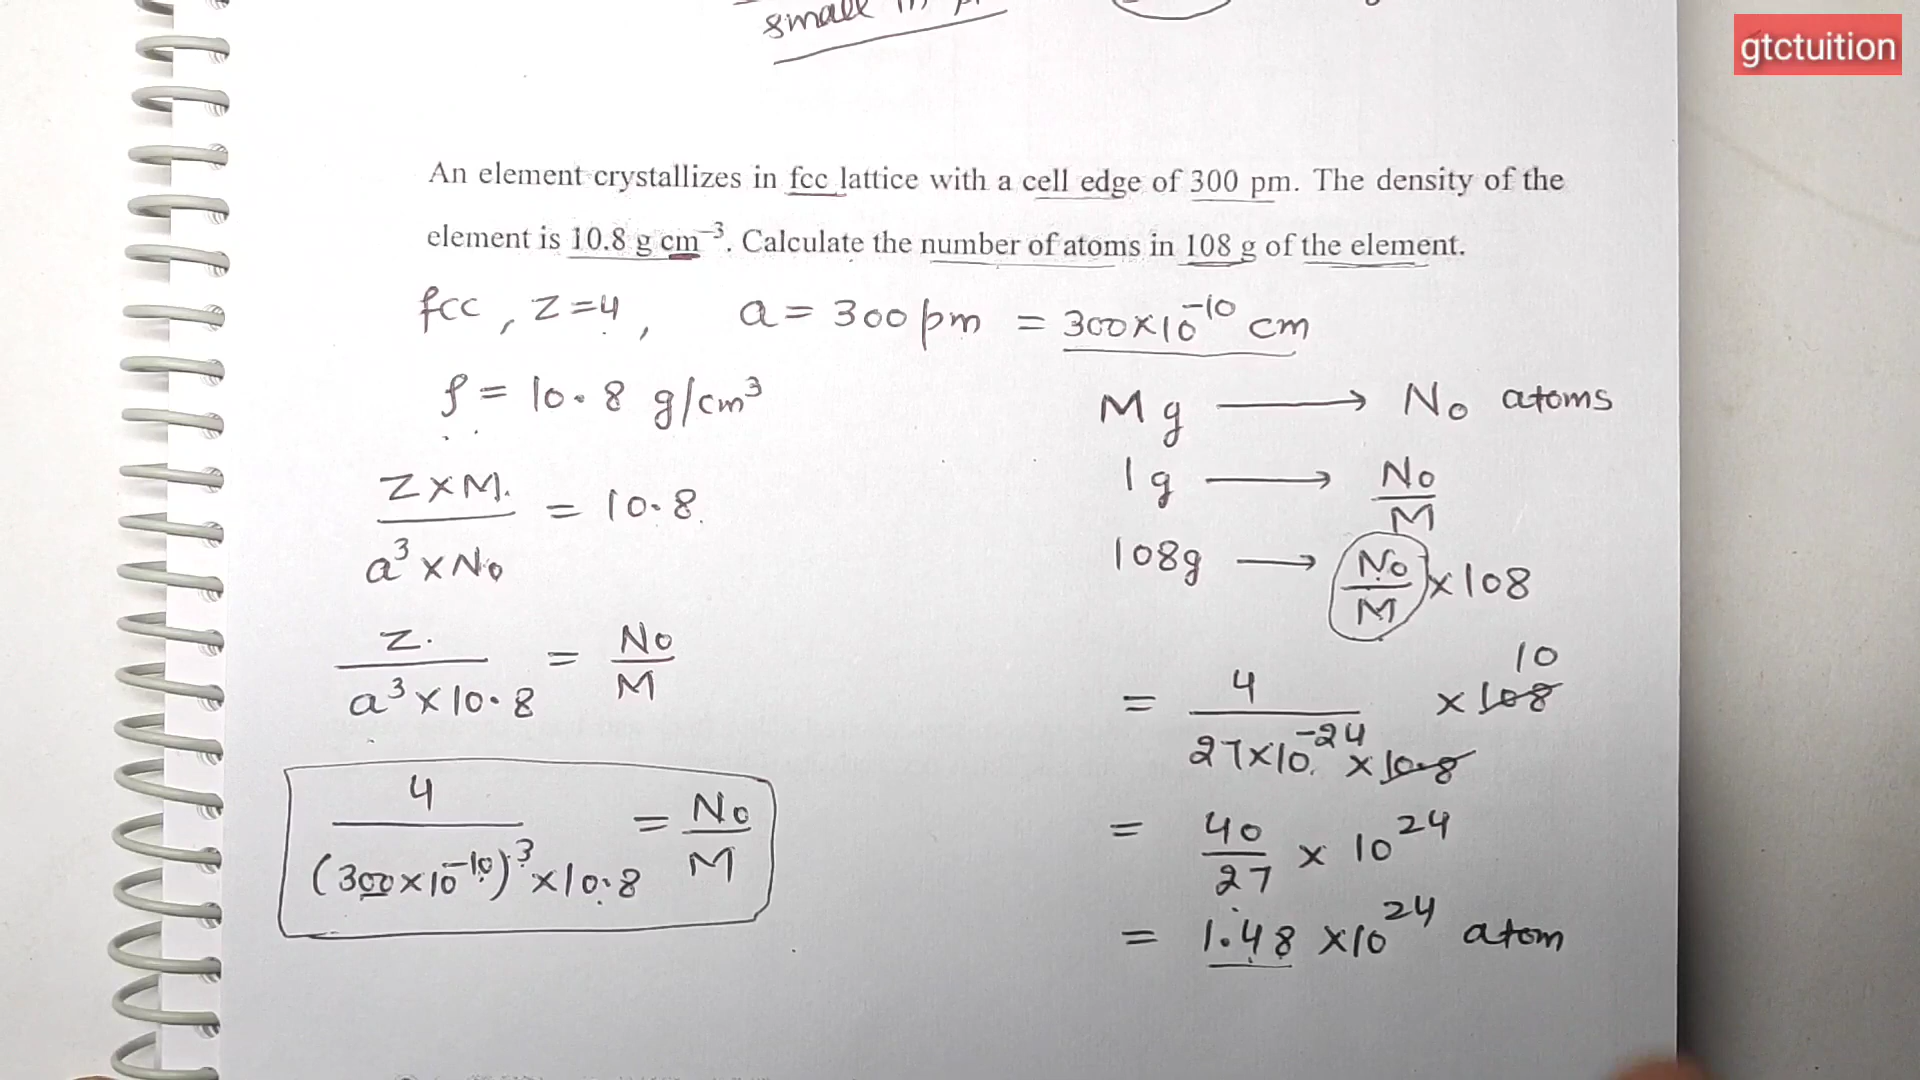 small in
gtctuition
An element crystallizes in fcc lattice with a cell edge of 300 pm. The density of the
element is 10.8 g cm⁻³. Calculate the number of atoms in 108 g of the element.
fcc, Z=4, a = 300 pm = 300×10⁻¹⁰ cm
ρ = 10.8 g/cm³
Z×M / a³×N₀ = 10.8
Z / a³×10.8 = N₀/M
4 / (300×10⁻¹⁰)³×10.8 = N₀/M
M g → N₀ atoms
1g → N₀/M
108g → N₀/M ×108
= 4 / 27×10⁻²⁴ ×10.8 ×108 10
= 40/27 × 10²⁴
= 1.48 ×10²⁴ atom